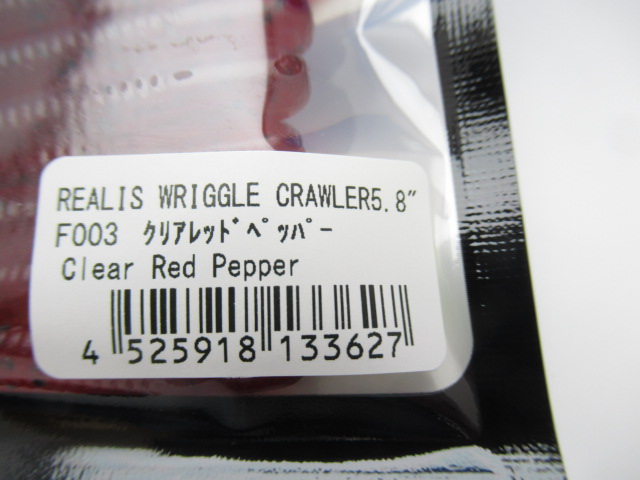 REALIS WRIGGLE CRAWLER5.8″
F003 ｸﾘｱﾚｯﾄﾞﾍﾟｯﾊﾟｰ
Clear Red Pepper
4 525918 133627